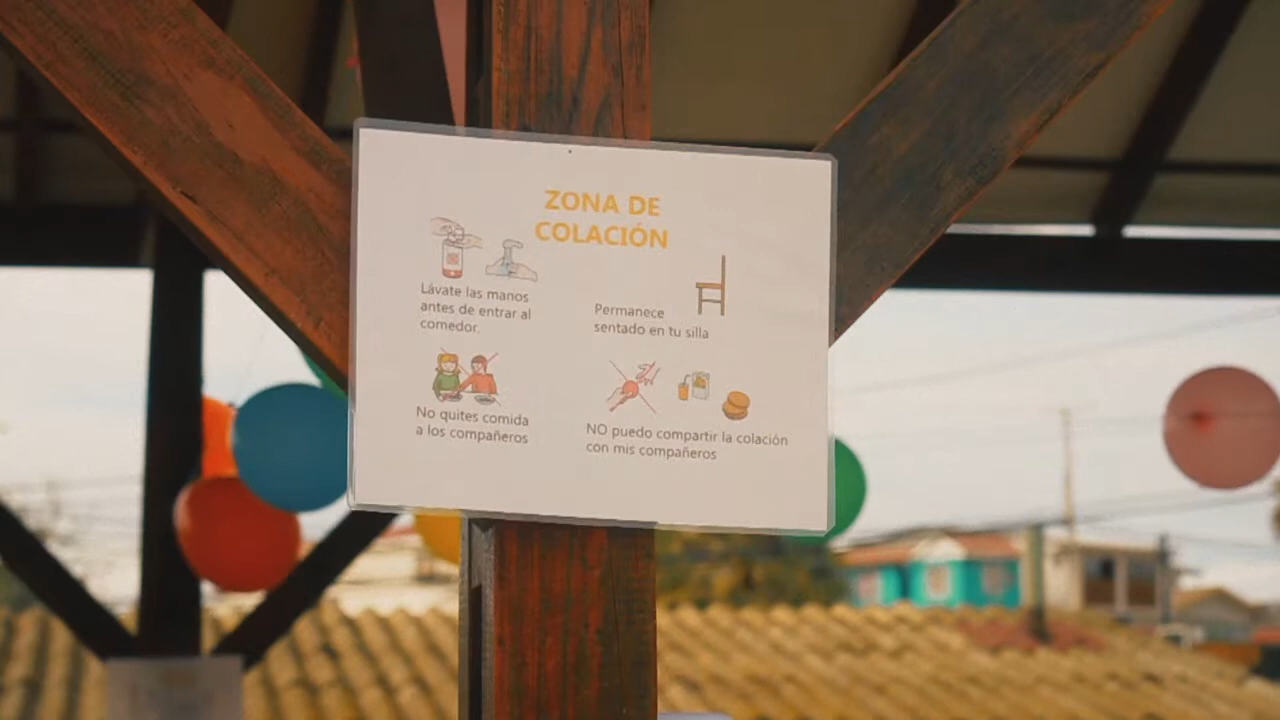 ZONA DE
COLACIÓN
Lávate las manos
antes de entrar al
comedor.
Permanece
sentado en tu silla
No quites comida
a los compañeros
NO puedo compartir la colación
con mis compañeros